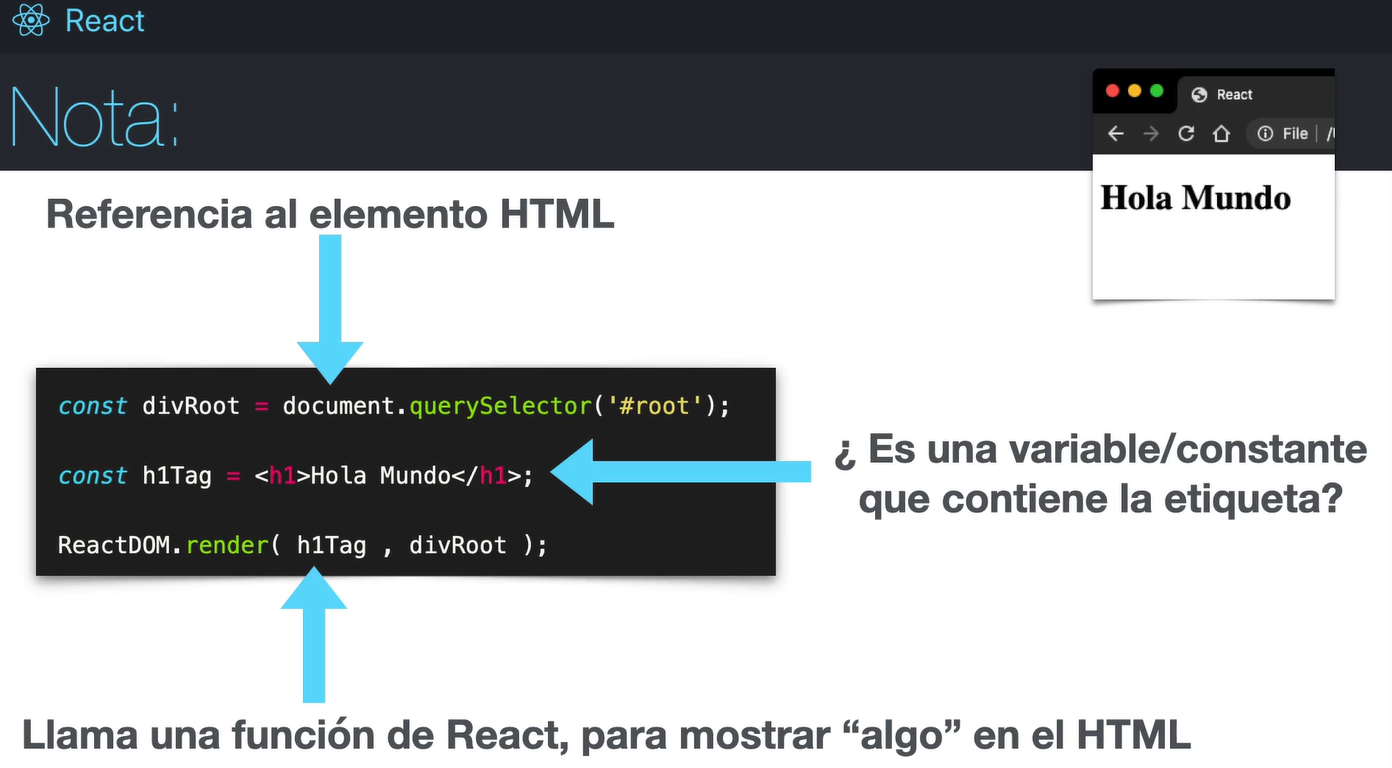 React
Nota:
React
File | /
Hola Mundo
Referencia al elemento HTML
const divRoot = document.querySelector('#root');
const h1Tag = <h1>Hola Mundo</h1>;
ReactDOM.render( h1Tag , divRoot );
¿ Es una variable/constante
que contiene la etiqueta?
Llama una función de React, para mostrar “algo” en el HTML